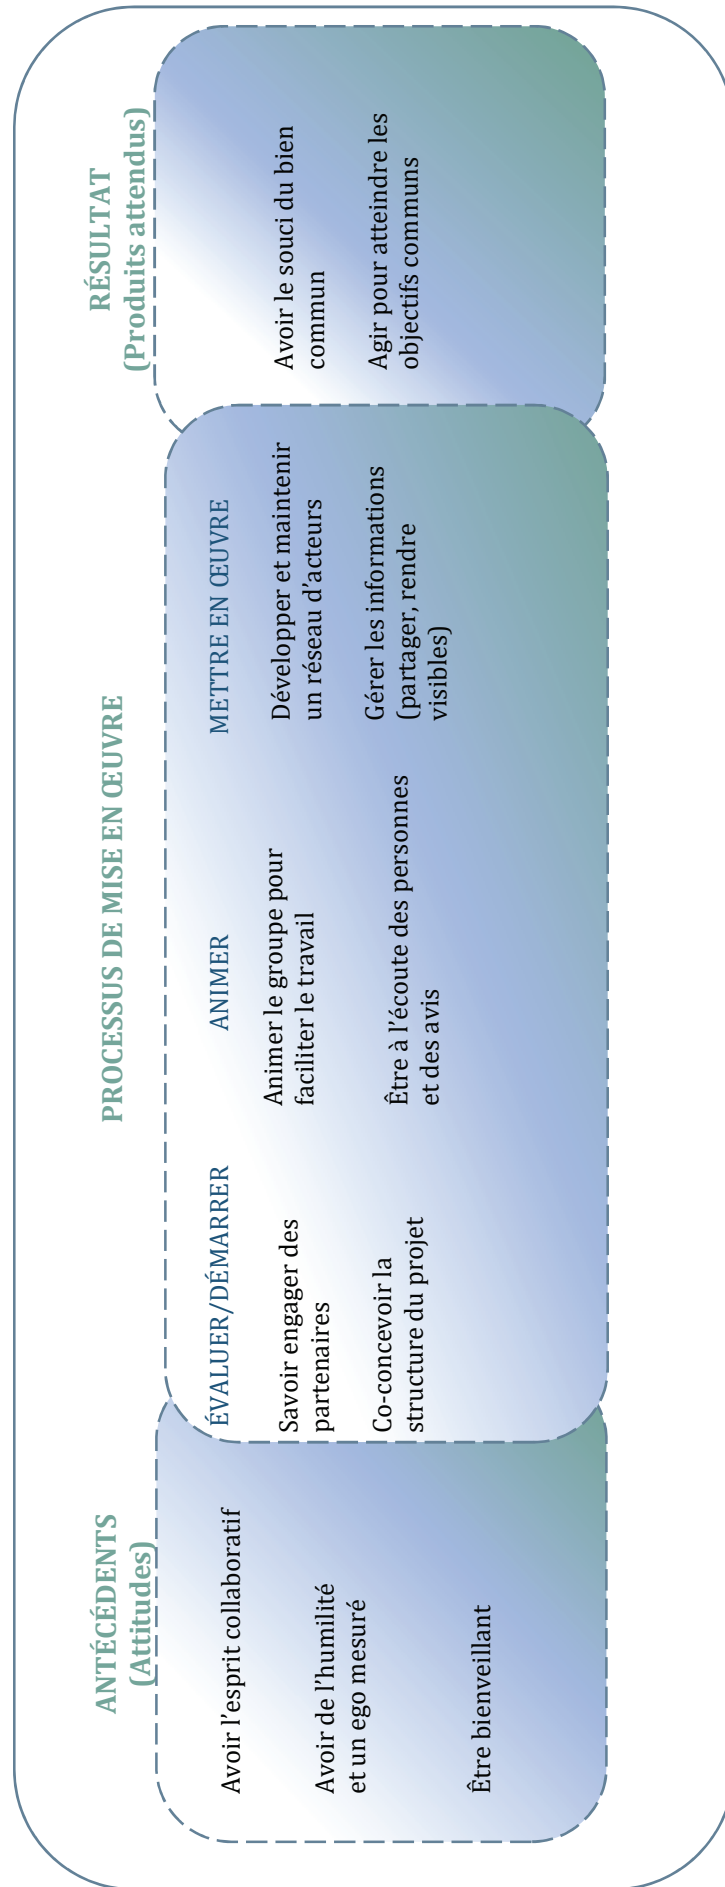 ANTÉCÉDENTS
(Attitudes)
Avoir l'esprit collaboratif
Avoir de l'humilité
et un ego mesuré
Être bienveillant
PROCESSUS DE MISE EN ŒUVRE
ÉVALUER/DÉMARRER
Savoir engager des
partenaires
Co-concevoir la
structure du projet
ANIMER
Animer le groupe pour
faciliter le travail
Être à l'écoute des personnes
et des avis
METTRE EN ŒUVRE
Développer et maintenir
un réseau d'acteurs
Gérer les informations
(partager, rendre
visibles)
RÉSULTAT
(Produits attendus)
Avoir le souci du bien
commun
Agir pour atteindre les
objectifs communs